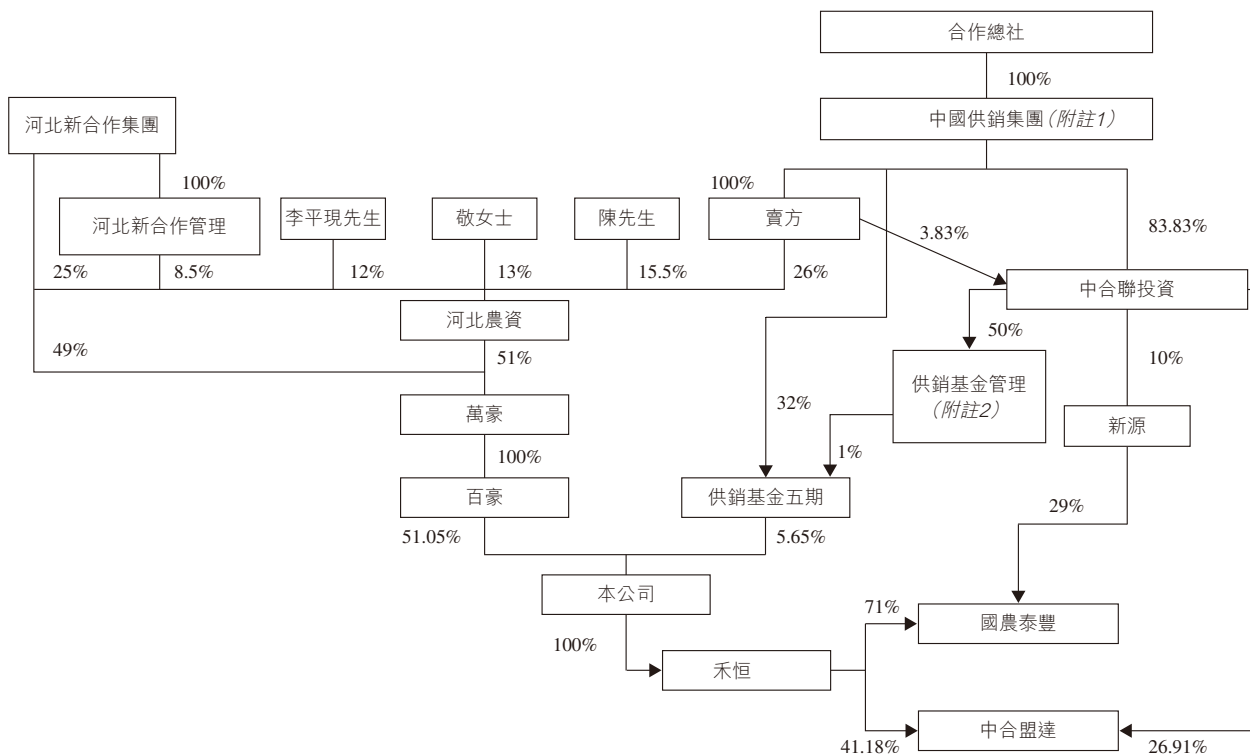 合作總社
100%
河北新合作集團
中國供銷集團(附註1)
100%
100%
河北新合作管理
李平現先生
敬女士
陳先生
賣方
3.83%
83.83%
25%
8.5%
12%
13%
15.5%
26%
中合聯投資
河北農資
50%
49%
51%
10%
供銷基金管理
(附註2)
萬豪
32%
新源
100%
1%
百豪
供銷基金五期
51.05%
5.65%
29%
本公司
71%
國農泰豐
100%
禾恒
中合盟達
41.18%
26.91%